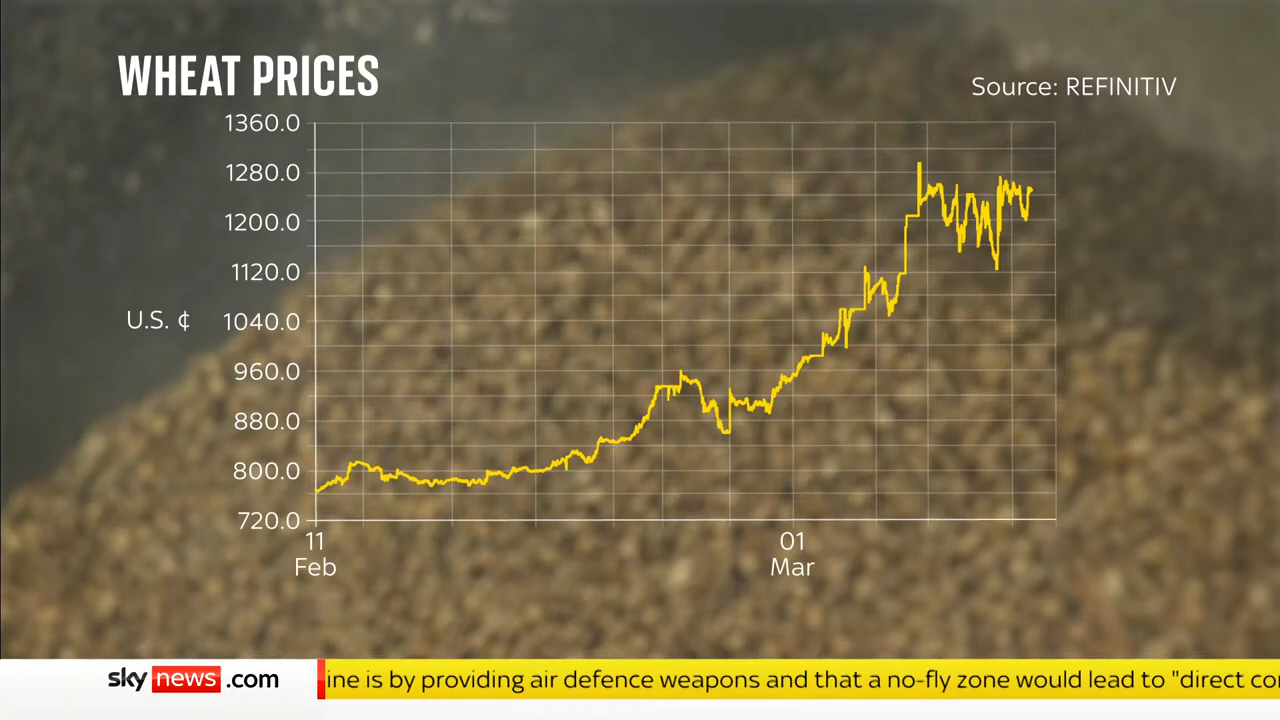 WHEAT PRICES
Source: REFINITIV
1360.0
1280.0
1200.0
1120.0
U.S. ¢
1040.0
960.0
880.0
800.0
720.0
11
Feb
01
Mar
sky news .com
ine is by providing air defence weapons and that a no-fly zone would lead to "direct